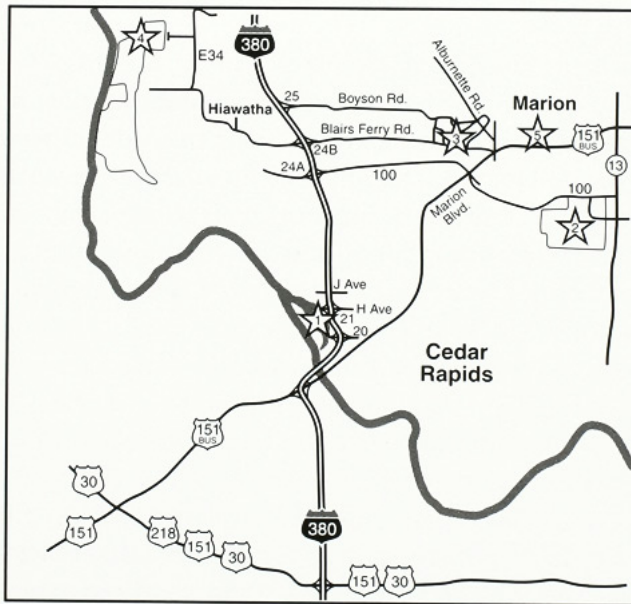 4
E34
380
25
Boyson Rd.
Alburnette Rd.
Marion
Hiawatha
Blairs Ferry Rd.
3
5
151
BUS
24B
13
24A
100
Marion
Blvd.
100
2
J Ave
H Ave
1
21
20
Cedar
Rapids
151
BUS
30
151
218
151
30
380
151
30